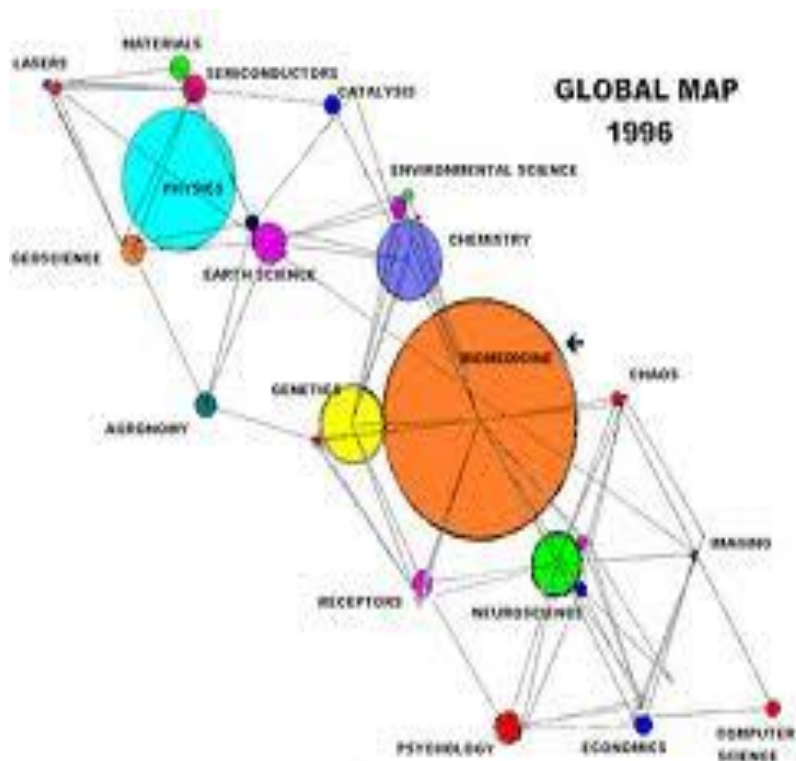 MATERIALS
LASERS
SEMICONDUCTORS
CATALYSIS
GLOBAL MAP
1996
ENVIRONMENTAL SCIENCE
PHYSICS
CHEMISTRY
GEOSCIENCE
EARTH SCIENCE
BIOMEDICINE
CHAOS
GENETICS
AGRONOMY
IMAGING
RECEPTORS
NEUROSCIENCE
PSYCHOLOGY
ECONOMICS
COMPUTER
SCIENCE